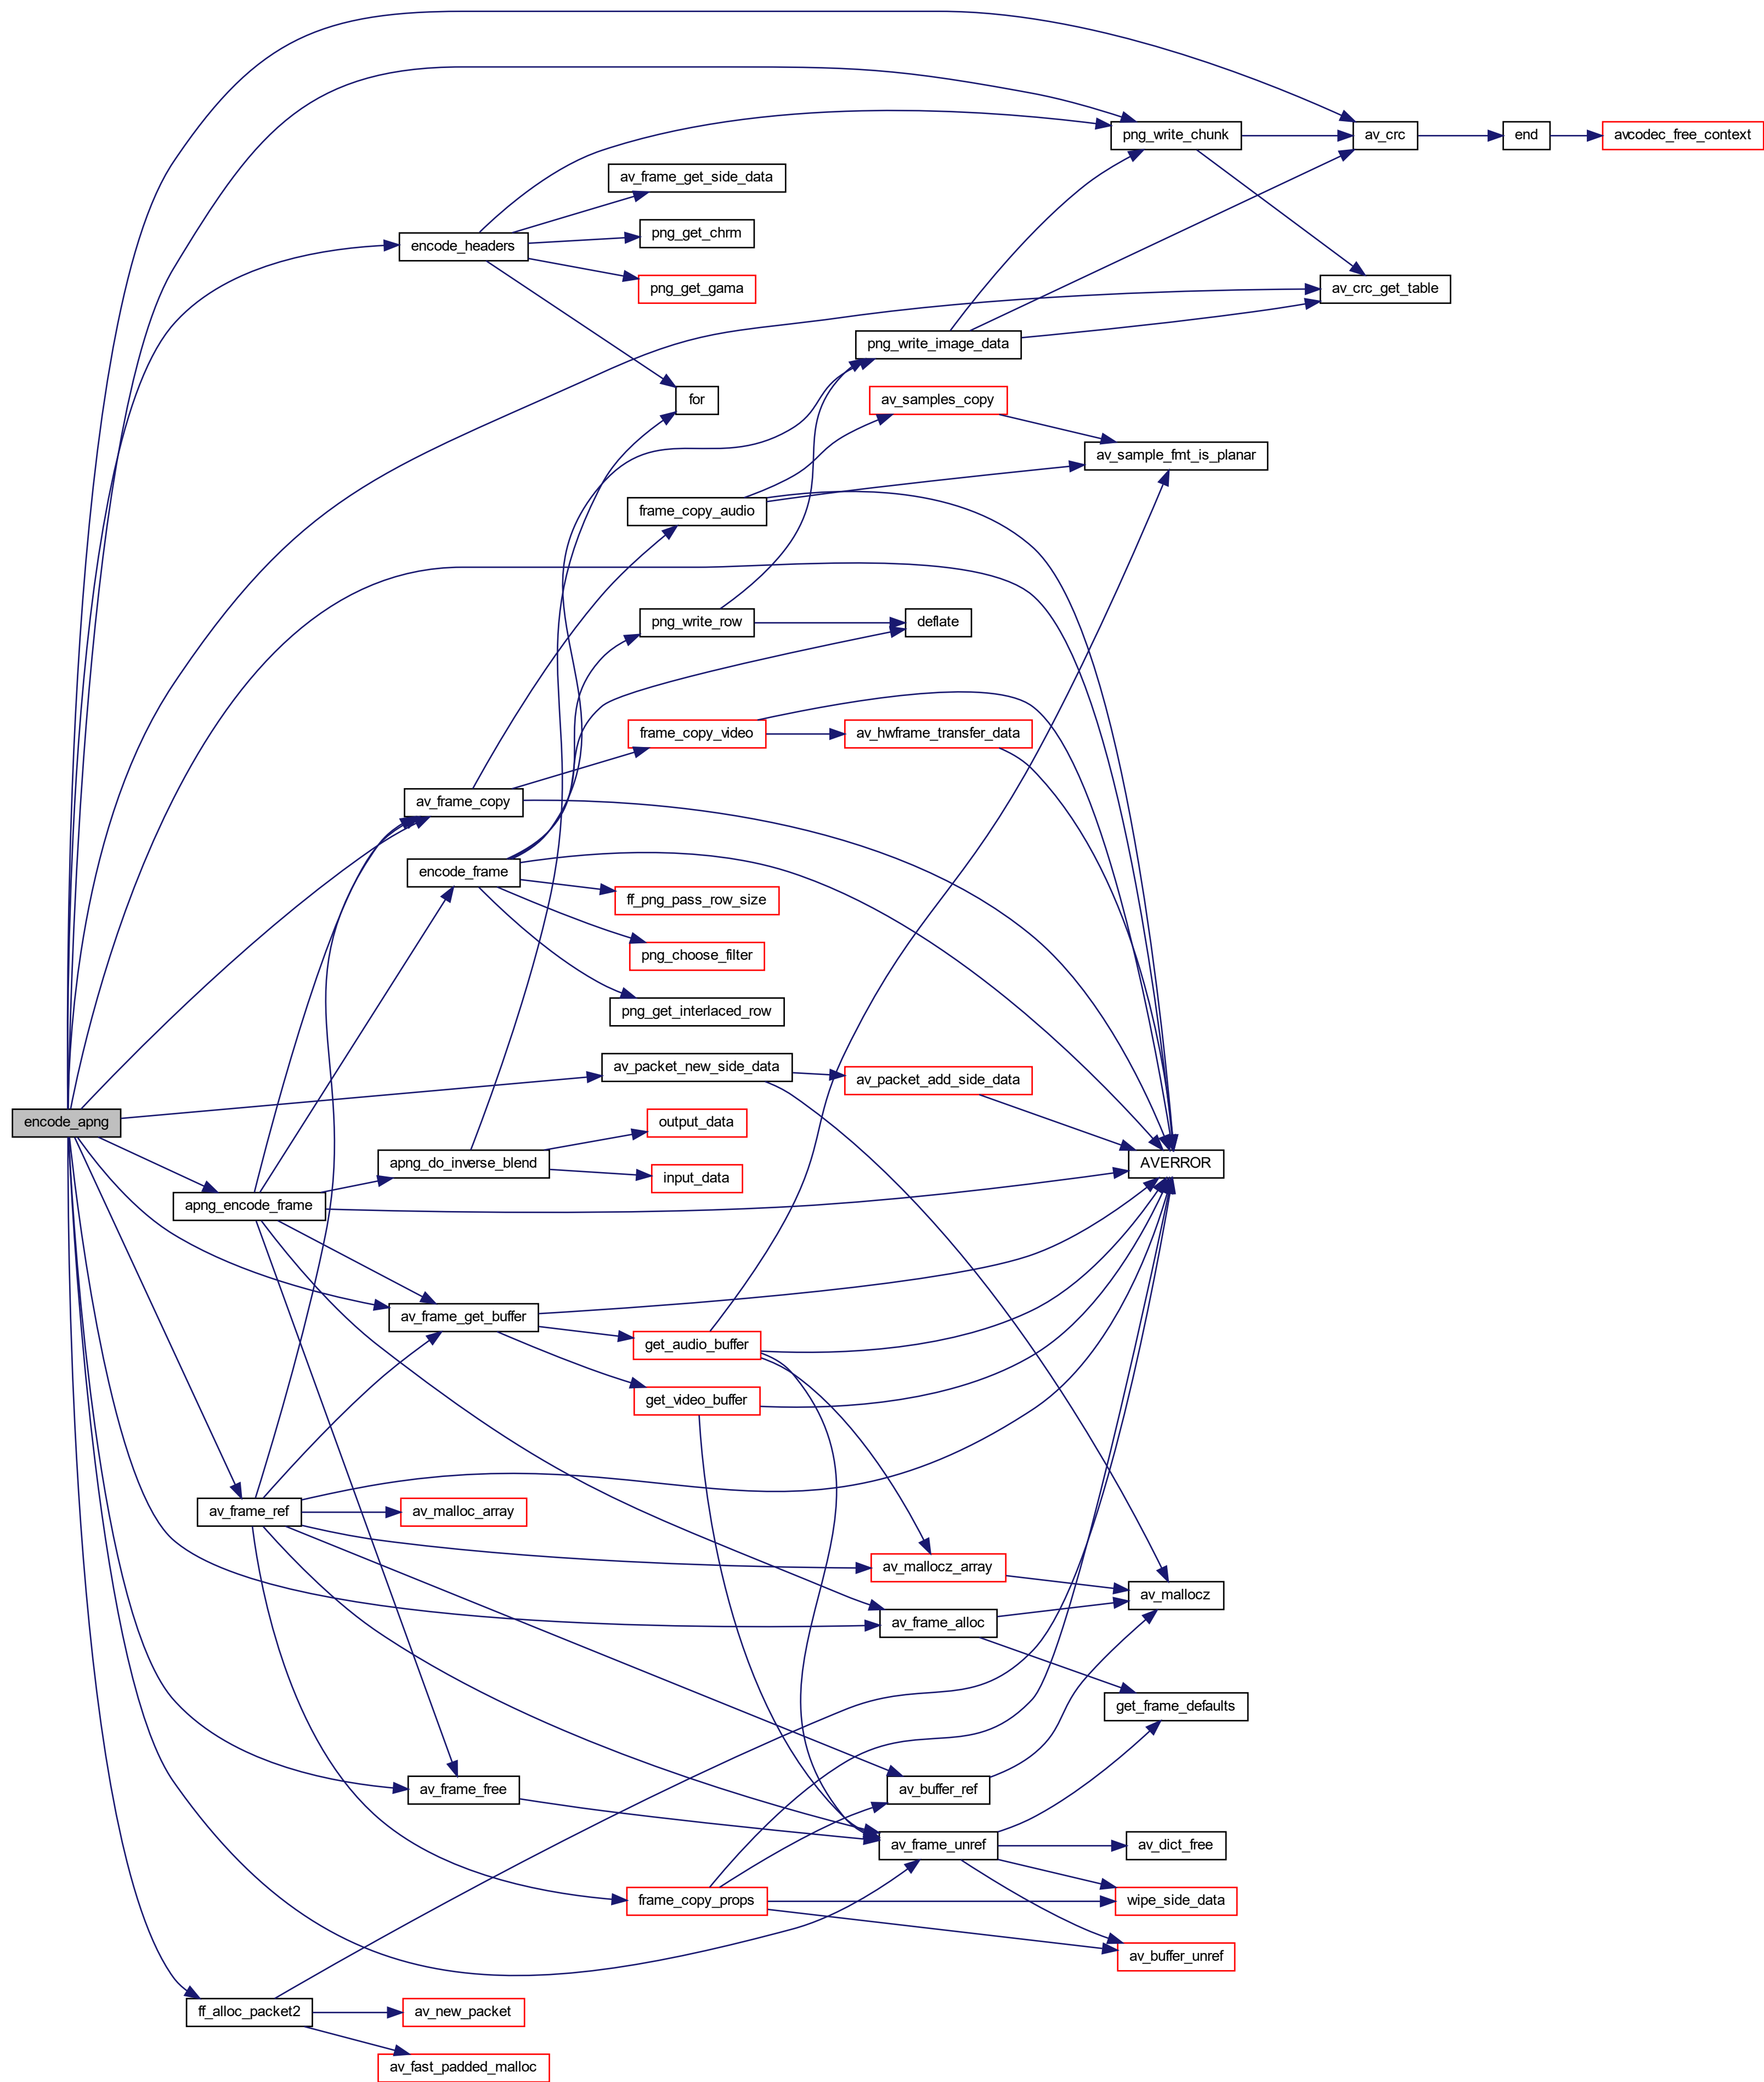 png_write_chunk
av_crc
end
avcodec_free_context
av_frame_get_side_data
encode_headers
png_get_chrm
png_get_gama
av_crc_get_table
png_write_image_data
for
av_samples_copy
av_sample_fmt_is_planar
frame_copy_audio
png_write_row
deflate
frame_copy_video
av_hwframe_transfer_data
av_frame_copy
encode_frame
ff_png_pass_row_size
png_choose_filter
png_get_interlaced_row
av_packet_new_side_data
av_packet_add_side_data
encode_apng
output_data
apng_do_inverse_blend
AVERROR
input_data
apng_encode_frame
av_frame_get_buffer
get_audio_buffer
get_video_buffer
av_frame_ref
av_malloc_array
av_mallocz_array
av_mallocz
av_frame_alloc
get_frame_defaults
av_frame_free
av_buffer_ref
av_frame_unref
av_dict_free
frame_copy_props
wipe_side_data
av_buffer_unref
ff_alloc_packet2
av_new_packet
av_fast_padded_malloc